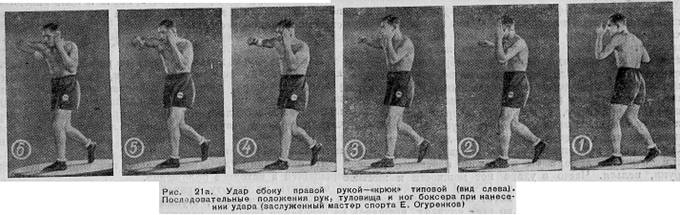 6 5 4 3 2 1
Рис. 21а. Удар сбоку правой рукой—«крюк» типовой (вид слева).
Последовательные положения рук, туловища и ног боксера при нанесе-
нии удара (заслуженный мастер спорта Е. Огуренков)